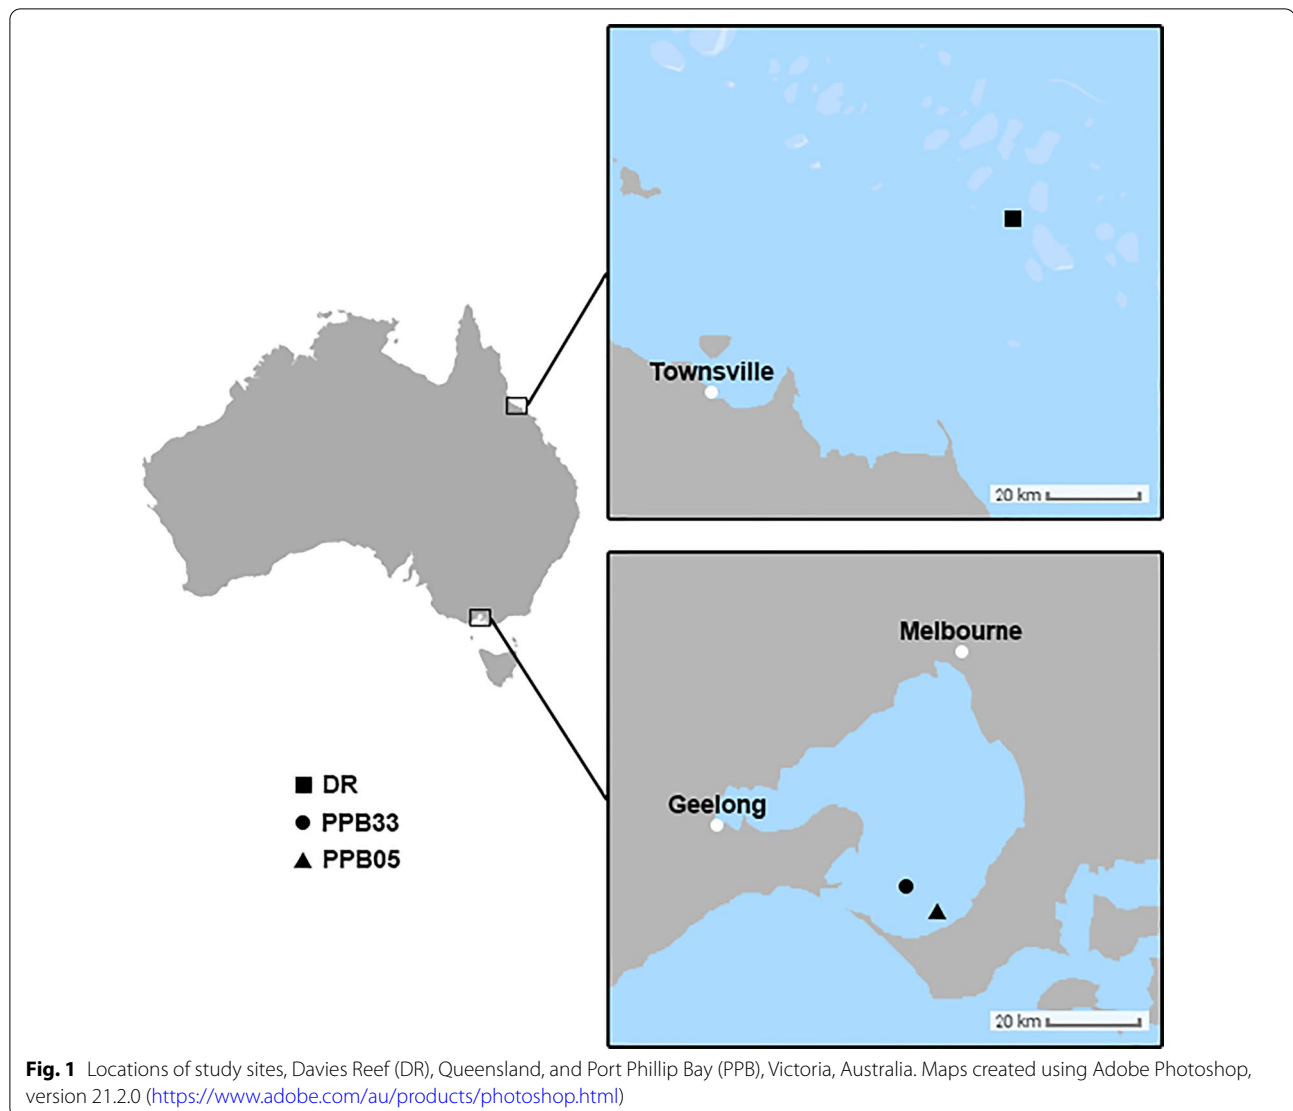 Townsville
20 km
Melbourne
Geelong
20 km
DR
PPB33
PPB05
Fig. 1 Locations of study sites, Davies Reef (DR), Queensland, and Port Phillip Bay (PPB), Victoria, Australia. Maps created using Adobe Photoshop,
version 21.2.0 (https://www.adobe.com/au/products/photoshop.html)